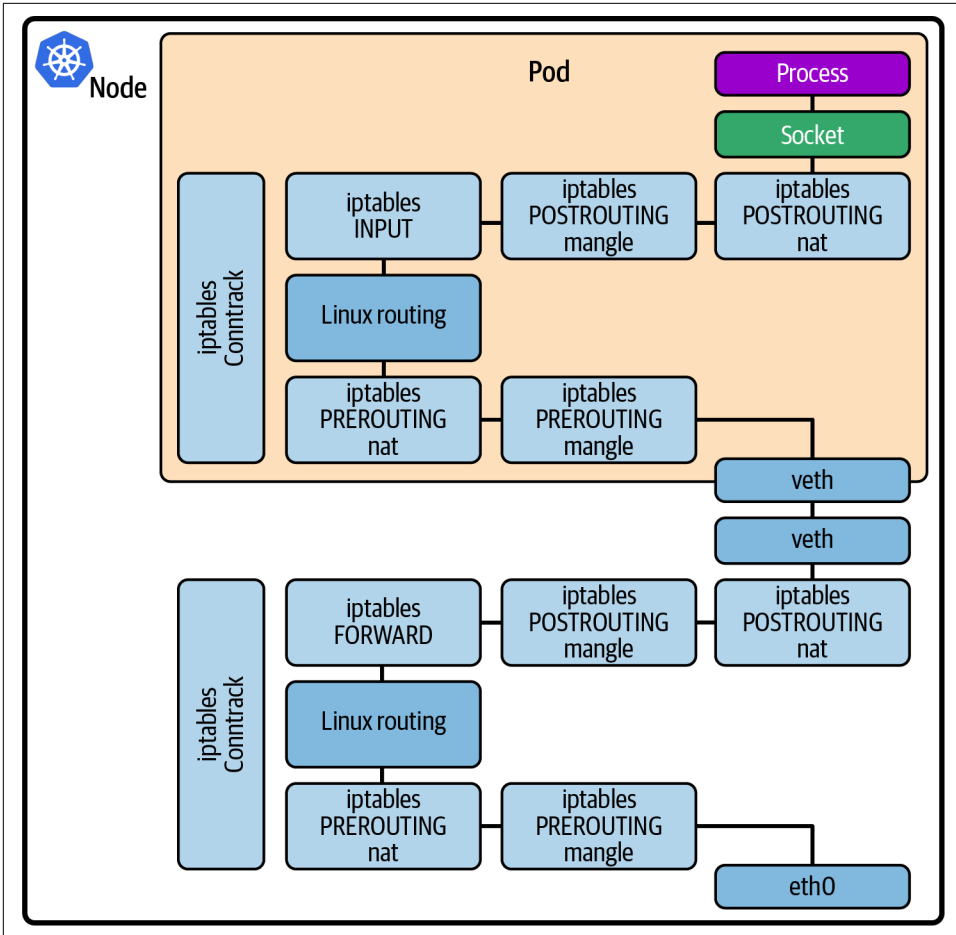 Node
Pod
Process
Socket
iptables
Conntrack
iptables
INPUT
iptables
POSTROUTING
mangle
iptables
POSTROUTING
nat
Linux routing
iptables
PREROUTING
nat
iptables
PREROUTING
mangle
veth
veth
iptables
Conntrack
iptables
FORWARD
iptables
POSTROUTING
mangle
iptables
POSTROUTING
nat
Linux routing
iptables
PREROUTING
nat
iptables
PREROUTING
mangle
eth0